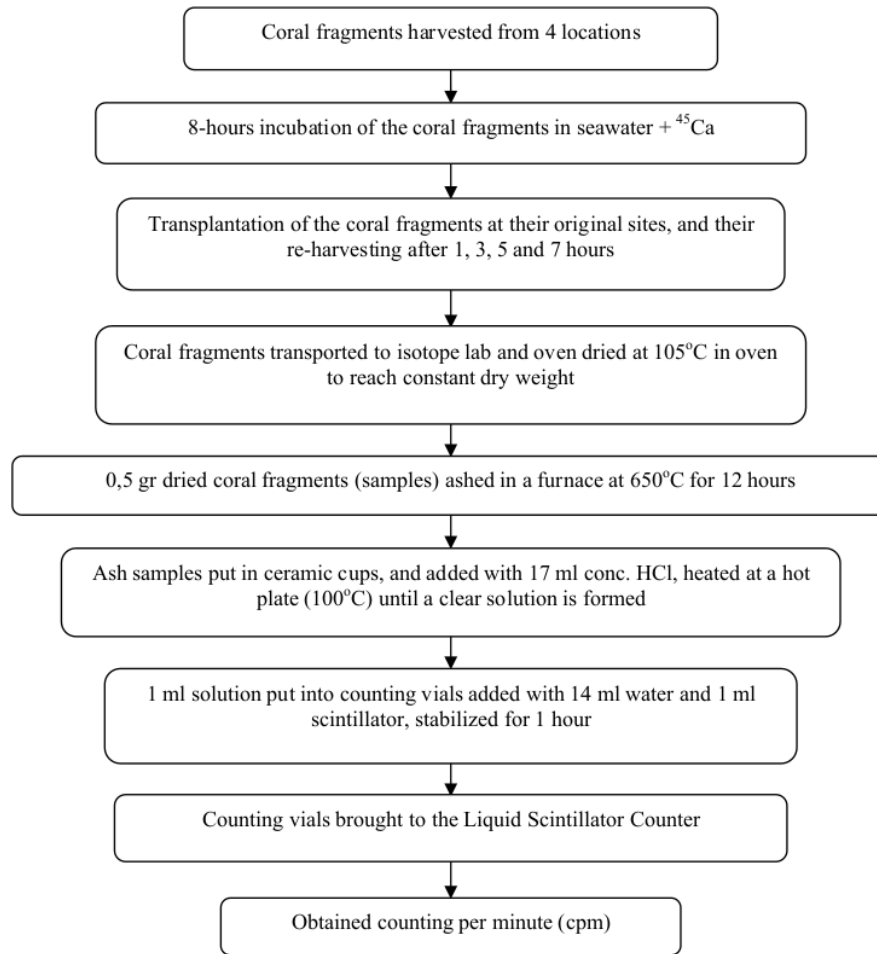 Coral fragments harvested from 4 locations
8-hours incubation of the coral fragments in seawater + ⁴⁵Ca
Transplantation of the coral fragments at their original sites, and their
re-harvesting after 1, 3, 5 and 7 hours
Coral fragments transported to isotope lab and oven dried at 105°C in oven
to reach constant dry weight
0,5 gr dried coral fragments (samples) ashed in a furnace at 650°C for 12 hours
Ash samples put in ceramic cups, and added with 17 ml conc. HCl, heated at a hot
plate (100°C) until a clear solution is formed
1 ml solution put into counting vials added with 14 ml water and 1 ml
scintillator, stabilized for 1 hour
Counting vials brought to the Liquid Scintillator Counter
Obtained counting per minute (cpm)